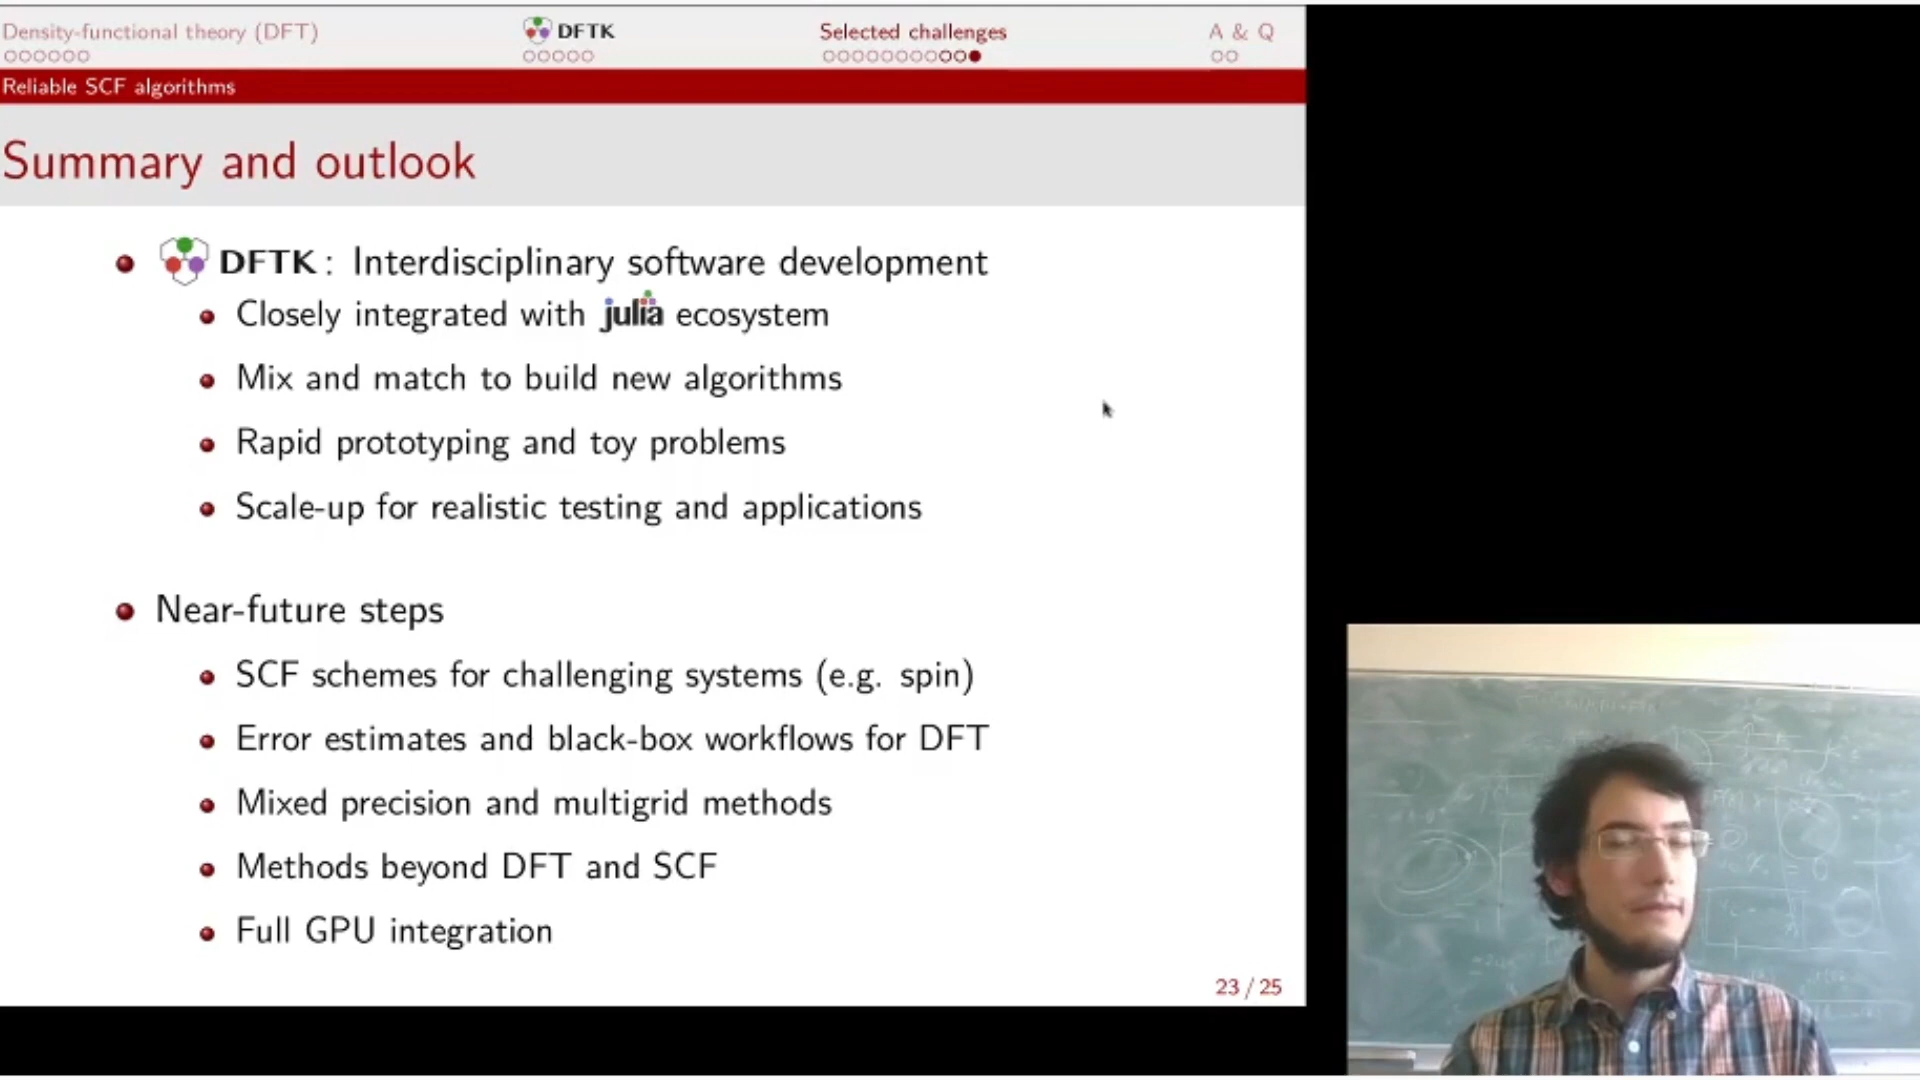 Density-functional theory (DFT)
DFTK
Selected challenges
A & Q
Reliable SCF algorithms
Summary and outlook
DFTK : Interdisciplinary software development
Closely integrated with julia ecosystem
Mix and match to build new algorithms
Rapid prototyping and toy problems
Scale-up for realistic testing and applications
Near-future steps
SCF schemes for challenging systems (e.g. spin)
Error estimates and black-box workflows for DFT
Mixed precision and multigrid methods
Methods beyond DFT and SCF
Full GPU integration
23 / 25